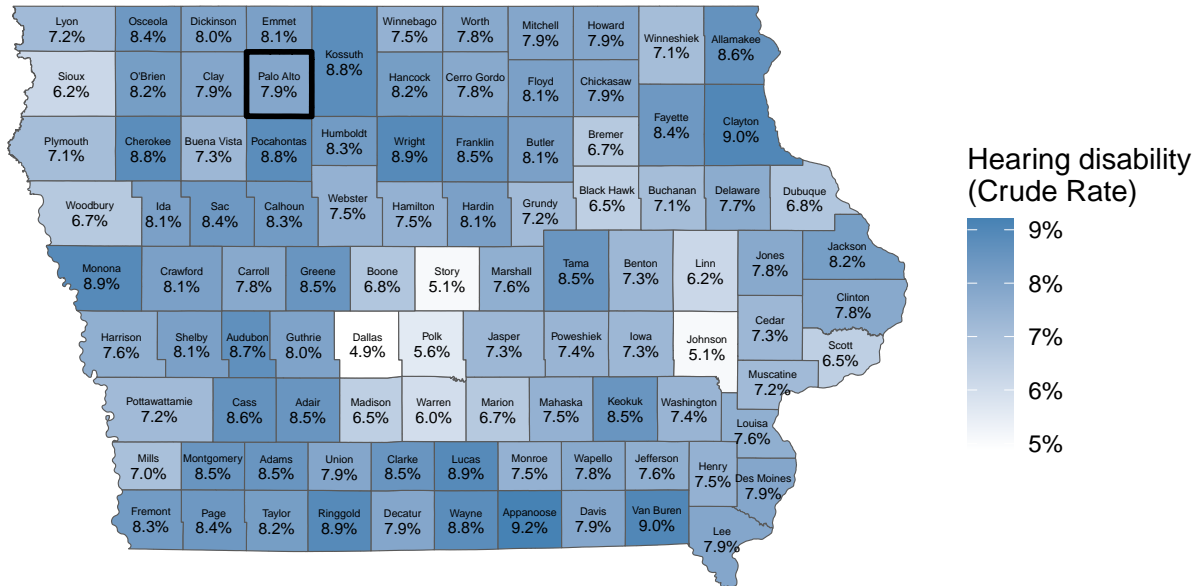 Lyon
7.2%
Osceola
8.4%
Dickinson
8.0%
Emmet
8.1%
Kossuth
8.8%
Winnebago
7.5%
Worth
7.8%
Mitchell
7.9%
Howard
7.9%
Winneshiek
7.1%
Allamakee
8.6%
Sioux
6.2%
O'Brien
8.2%
Clay
7.9%
Palo Alto
7.9%
Hancock
8.2%
Cerro Gordo
7.8%
Floyd
8.1%
Chickasaw
7.9%
Fayette
8.4%
Clayton
9.0%
Plymouth
7.1%
Cherokee
8.8%
Buena Vista
7.3%
Pocahontas
8.8%
Humboldt
8.3%
Wright
8.9%
Franklin
8.5%
Butler
8.1%
Bremer
6.7%
Woodbury
6.7%
Ida
8.1%
Sac
8.4%
Calhoun
8.3%
Webster
7.5%
Hamilton
7.5%
Hardin
8.1%
Grundy
7.2%
Black Hawk
6.5%
Buchanan
7.1%
Delaware
7.7%
Dubuque
6.8%
Monona
8.9%
Crawford
8.1%
Carroll
7.8%
Greene
8.5%
Boone
6.8%
Story
5.1%
Marshall
7.6%
Tama
8.5%
Benton
7.3%
Linn
6.2%
Jones
7.8%
Jackson
8.2%
Clinton
7.8%
Harrison
7.6%
Shelby
8.1%
Audubon
8.7%
Guthrie
8.0%
Dallas
4.9%
Polk
5.6%
Jasper
7.3%
Poweshiek
7.4%
Iowa
7.3%
Johnson
5.1%
Cedar
7.3%
Scott
6.5%
Muscatine
7.2%
Pottawattamie
7.2%
Cass
8.6%
Adair
8.5%
Madison
6.5%
Warren
6.0%
Marion
6.7%
Mahaska
7.5%
Keokuk
8.5%
Washington
7.4%
Louisa
7.6%
Mills
7.0%
Montgomery
8.5%
Adams
8.5%
Union
7.9%
Clarke
8.5%
Lucas
8.9%
Monroe
7.5%
Wapello
7.8%
Jefferson
7.6%
Henry
7.5%
Des Moines
7.9%
Fremont
8.3%
Page
8.4%
Taylor
8.2%
Ringgold
8.9%
Decatur
7.9%
Wayne
8.8%
Appanoose
9.2%
Davis
7.9%
Van Buren
9.0%
Lee
7.9%
Hearing disability
(Crude Rate)
9%
8%
7%
6%
5%